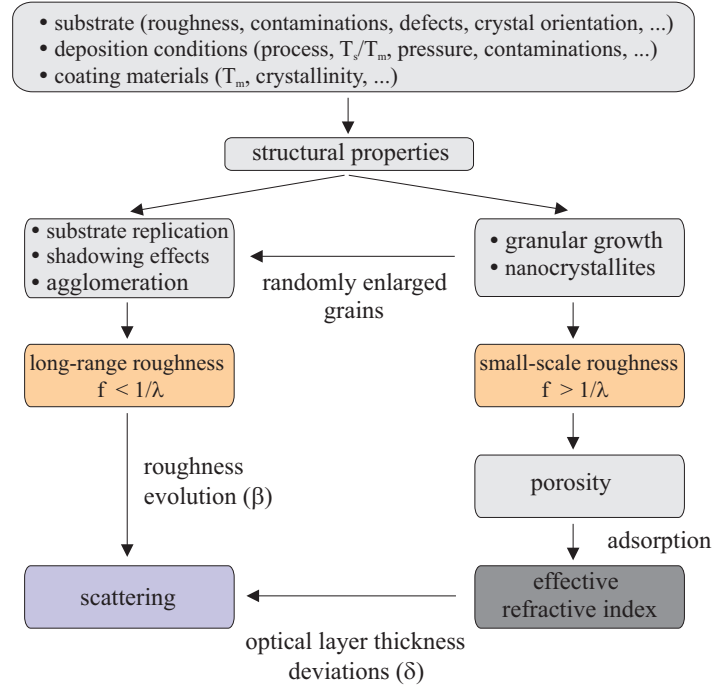 • substrate (roughness, contaminations, defects, crystal orientation, ...)
• deposition conditions (process, Tₛ/Tₘ, pressure, contaminations, ...)
• coating materials (Tₘ, crystallinity, ...)
structural properties
• substrate replication
• shadowing effects
• agglomeration
• granular growth
• nanocrystallites
randomly enlarged
grains
long-range roughness
f < 1/λ
small-scale roughness
f > 1/λ
roughness
evolution (β)
porosity
adsorption
scattering
effective
refractive index
optical layer thickness
deviations (δ)